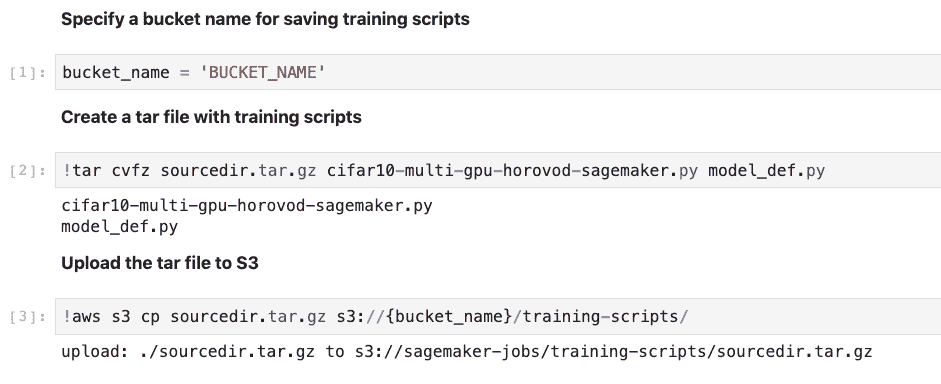 Specify a bucket name for saving training scripts
[1]: bucket_name = 'BUCKET_NAME'
Create a tar file with training scripts
[2]: !tar cvfz sourcedir.tar.gz cifar10-multi-gpu-horovod-sagemaker.py model_def.py
cifar10-multi-gpu-horovod-sagemaker.py
model_def.py
Upload the tar file to S3
[3]: !aws s3 cp sourcedir.tar.gz s3://{bucket_name}/training-scripts/
upload: ./sourcedir.tar.gz to s3://sagemaker-jobs/training-scripts/sourcedir.tar.gz